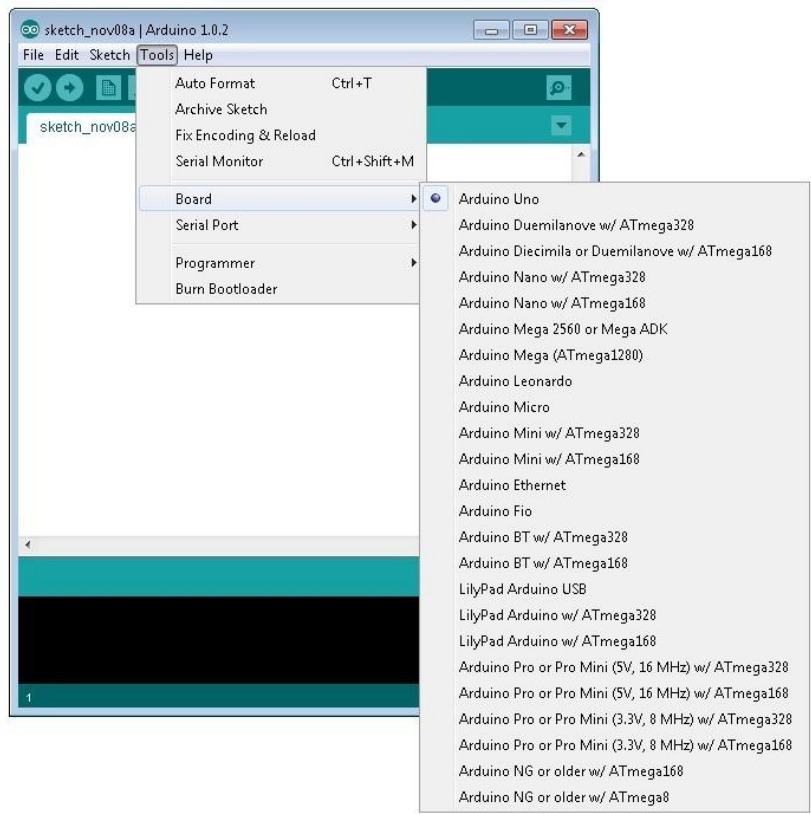 sketch_nov08a | Arduino 1.0.2
File Edit Sketch Tools Help
sketch_nov08a
Auto Format Ctrl+T
Archive Sketch
Fix Encoding & Reload
Serial Monitor Ctrl+Shift+M
Board
Serial Port
Programmer
Burn Bootloader
Arduino Uno
Arduino Duemilanove w/ ATmega328
Arduino Diecimila or Duemilanove w/ ATmega168
Arduino Nano w/ ATmega328
Arduino Nano w/ ATmega168
Arduino Mega 2560 or Mega ADK
Arduino Mega (ATmega1280)
Arduino Leonardo
Arduino Micro
Arduino Mini w/ ATmega328
Arduino Mini w/ ATmega168
Arduino Ethernet
Arduino Fio
Arduino BT w/ ATmega328
Arduino BT w/ ATmega168
LilyPad Arduino USB
LilyPad Arduino w/ ATmega328
LilyPad Arduino w/ ATmega168
Arduino Pro or Pro Mini (5V, 16 MHz) w/ ATmega328
Arduino Pro or Pro Mini (5V, 16 MHz) w/ ATmega168
Arduino Pro or Pro Mini (3.3V, 8 MHz) w/ ATmega328
Arduino Pro or Pro Mini (3.3V, 8 MHz) w/ ATmega168
Arduino NG or older w/ ATmega168
Arduino NG or older w/ ATmega8
1